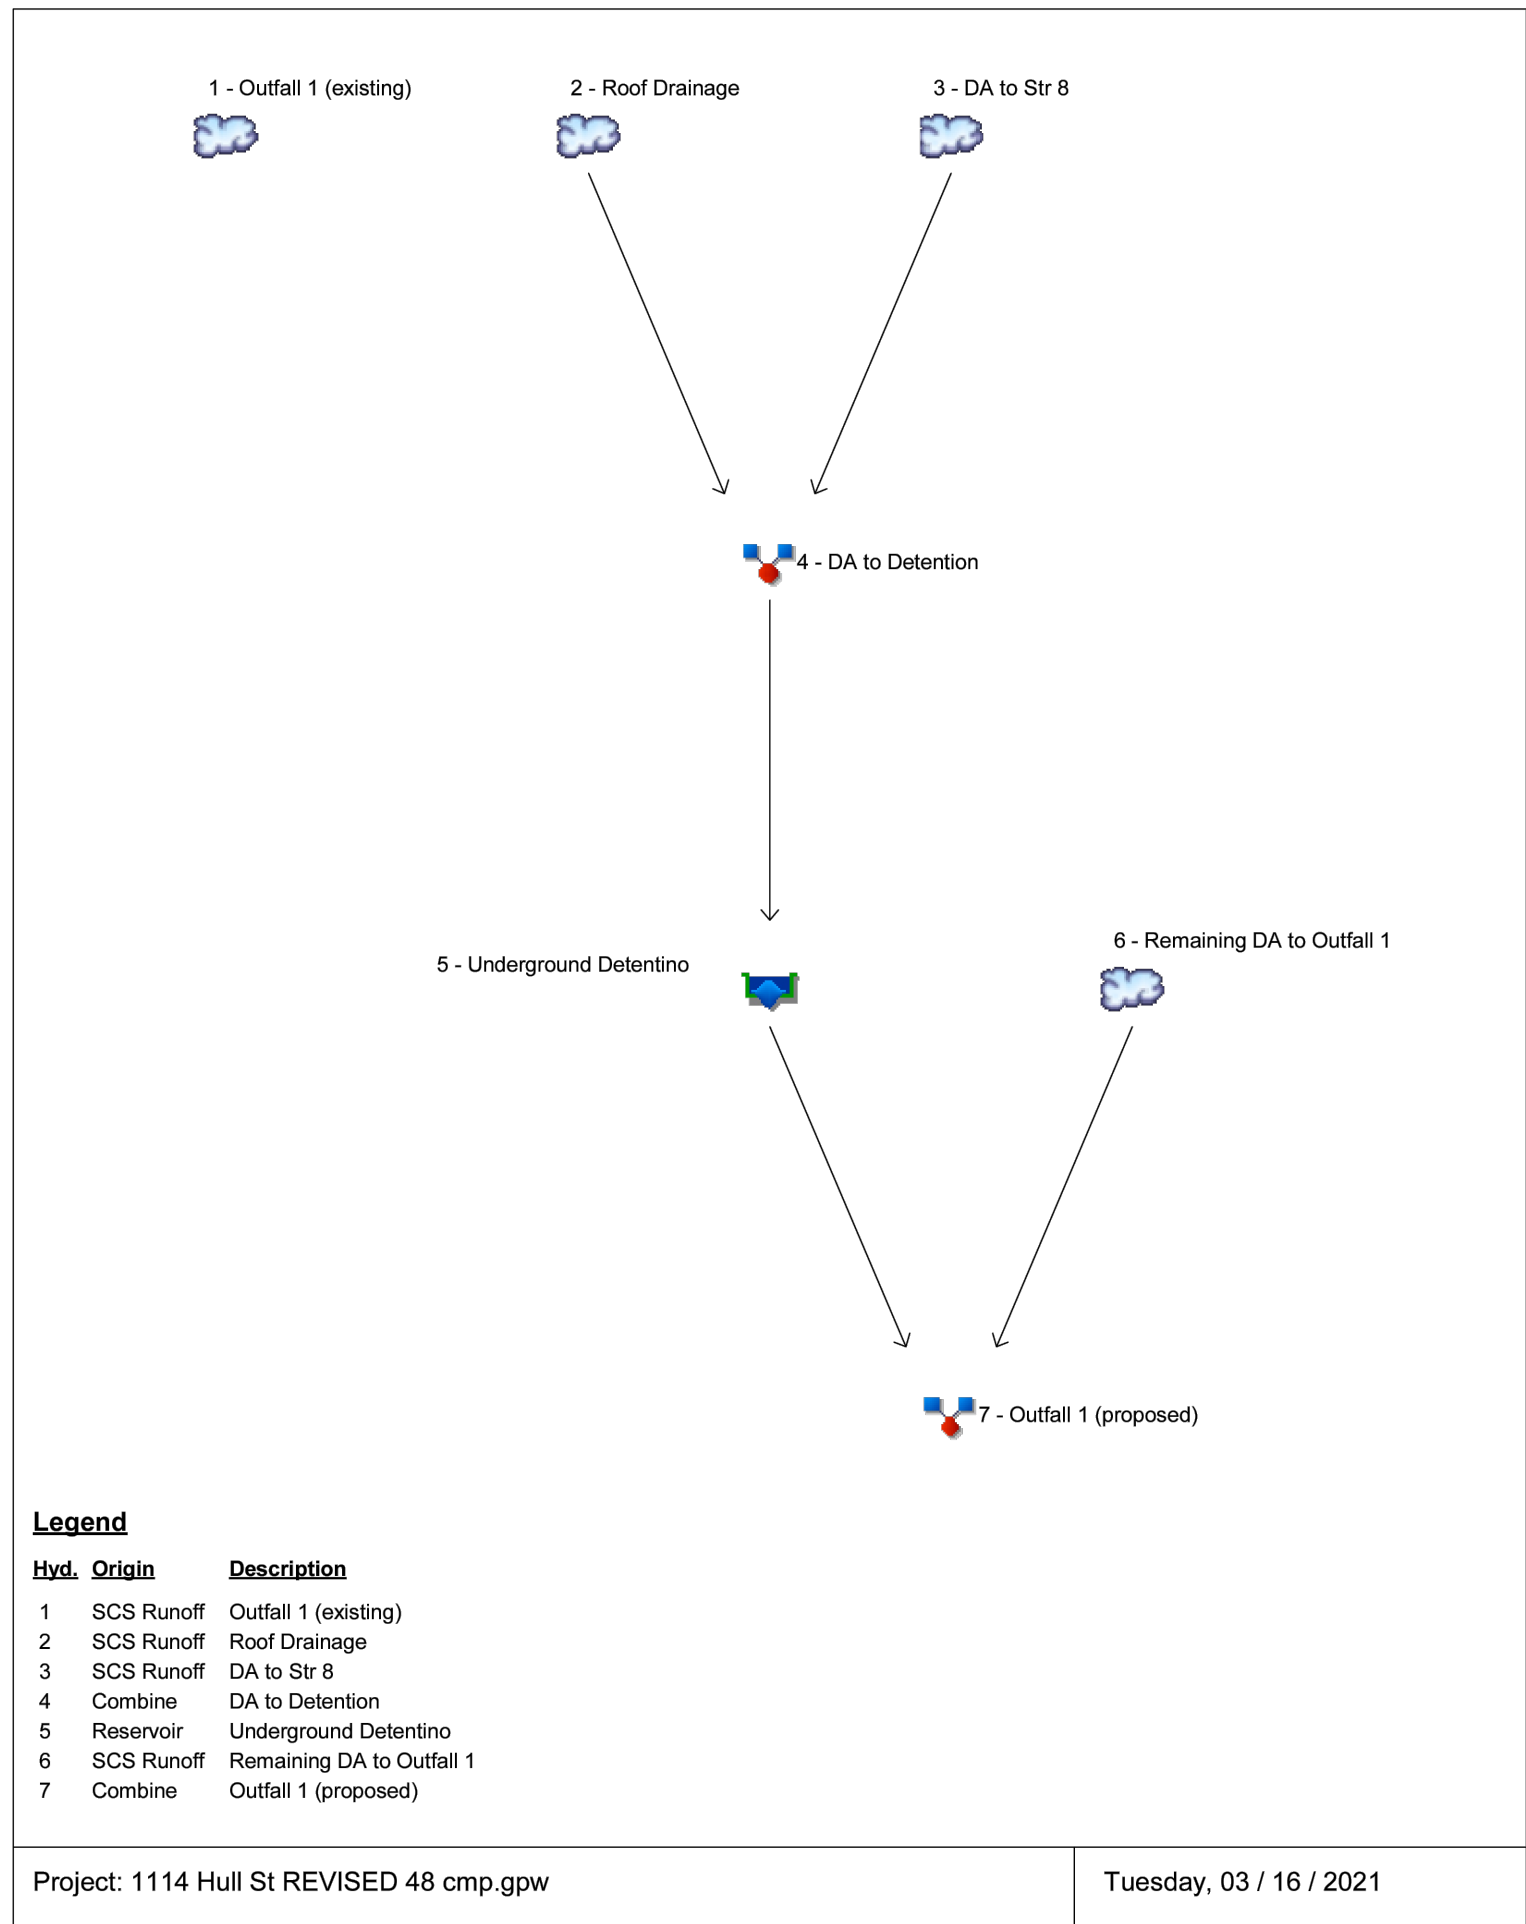 1 - Outfall 1 (existing)
2 - Roof Drainage
3 - DA to Str 8
4 - DA to Detention
5 - Underground Detentino
6 - Remaining DA to Outfall 1
7 - Outfall 1 (proposed)
Legend
Hyd. Origin Description
1 SCS Runoff Outfall 1 (existing)
2 SCS Runoff Roof Drainage
3 SCS Runoff DA to Str 8
4 Combine DA to Detention
5 Reservoir Underground Detentino
6 SCS Runoff Remaining DA to Outfall 1
7 Combine Outfall 1 (proposed)
Project: 1114 Hull St REVISED 48 cmp.gpw
Tuesday, 03 / 16 / 2021